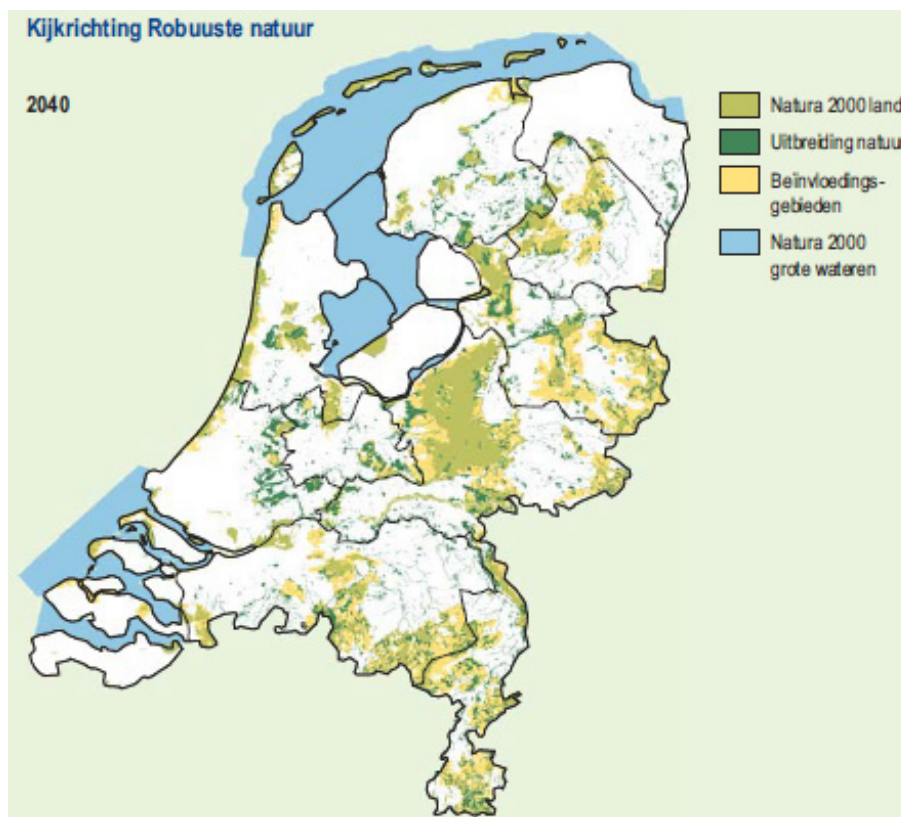 Kijkrichting Robuuste natuur
2040
Natura 2000 land
Uitbreiding natuur
Beïnvloedings-
gebieden
Natura 2000
grote wateren